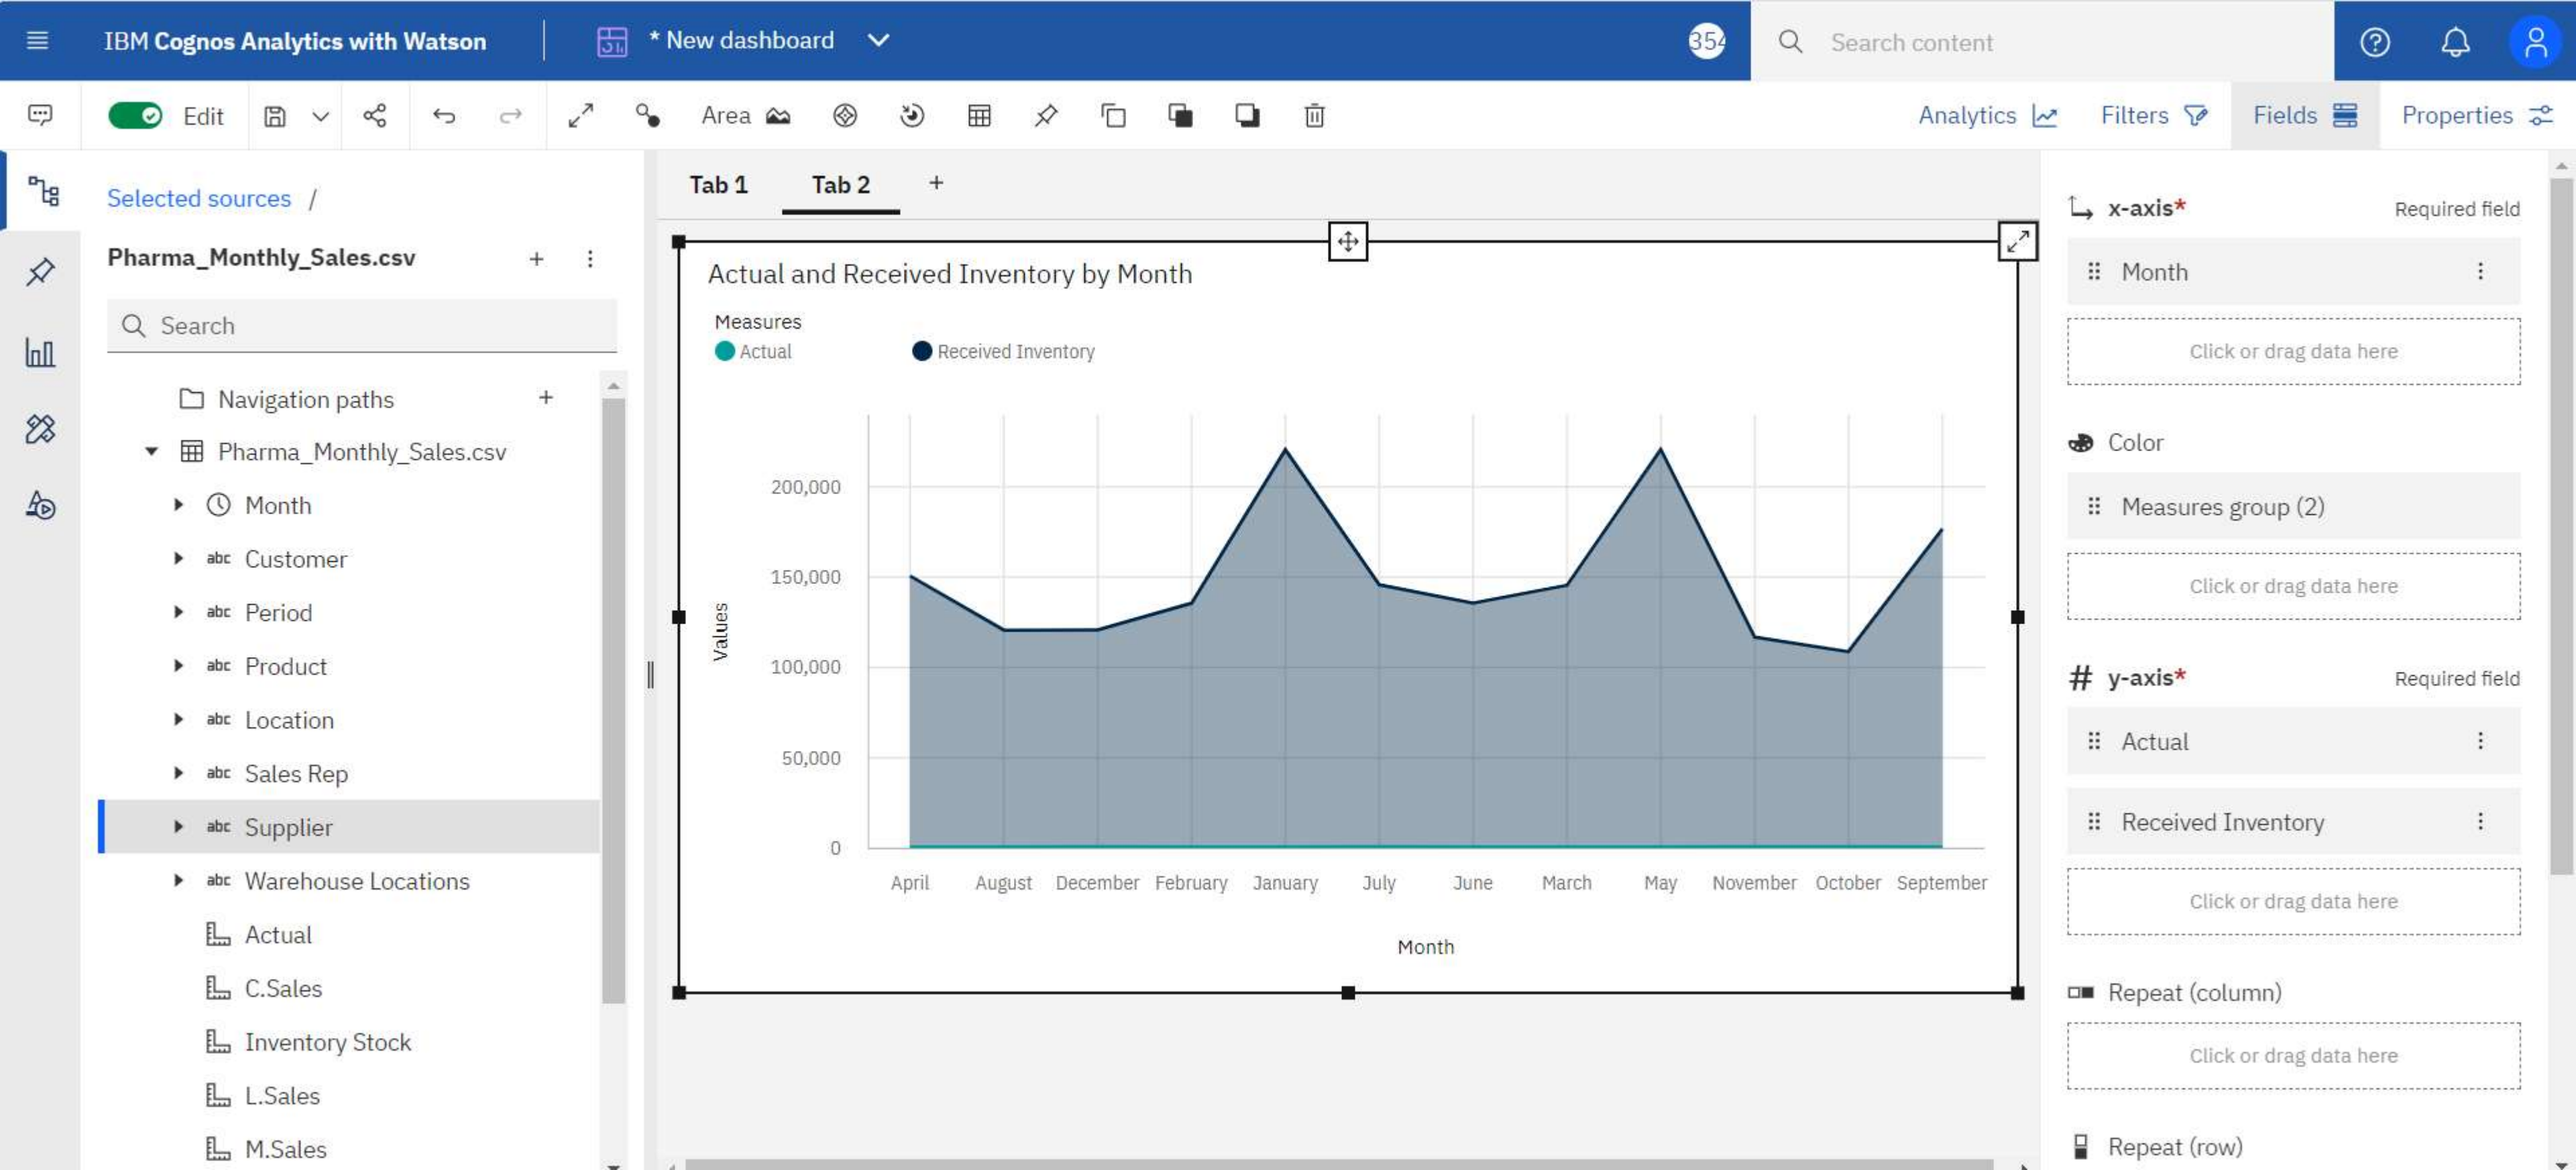 IBM Cognos Analytics with Watson
* New dashboard
354
Search content
Edit
Area
Analytics
Filters
Fields
Properties
Selected sources /
Pharma_Monthly_Sales.csv
Search
Navigation paths
Pharma_Monthly_Sales.csv
Month
abc Customer
abc Period
abc Product
abc Location
abc Sales Rep
abc Supplier
abc Warehouse Locations
Actual
C.Sales
Inventory Stock
L.Sales
M.Sales
Tab 1
Tab 2
+
Actual and Received Inventory by Month
Measures
Actual
Received Inventory
Values
200,000
150,000
100,000
50,000
0
April August December February January July June March May November October September
Month
x-axis* Required field
Month
Click or drag data here
Color
Measures group (2)
Click or drag data here
# y-axis* Required field
Actual
Received Inventory
Click or drag data here
Repeat (column)
Click or drag data here
Repeat (row)